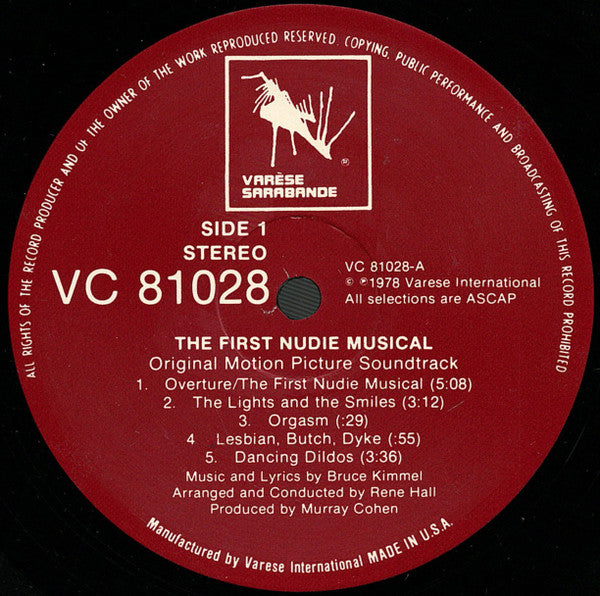 ALL RIGHTS OF THE RECORD PRODUCER AND OF THE OWNER OF THE WORK REPRODUCED RESERVED. COPYING, PUBLIC PERFORMANCE AND BROADCASTING OF THIS RECORD PROHIBITED
VARÈSE
SARABANDE
SIDE 1
STEREO
VC 81028
VC 81028-A
© ℗ 1978 Varese International
All selections are ASCAP
THE FIRST NUDIE MUSICAL
Original Motion Picture Soundtrack
1. Overture/The First Nudie Musical (5:08)
2. The Lights and the Smiles (3:12)
3. Orgasm (:29)
4 Lesbian, Butch, Dyke (:55)
5. Dancing Dildos (3:36)
Music and Lyrics by Bruce Kimmel
Arranged and Conducted by Rene Hall
Produced by Murray Cohen
Manufactured by Varese International MADE IN U.S.A.